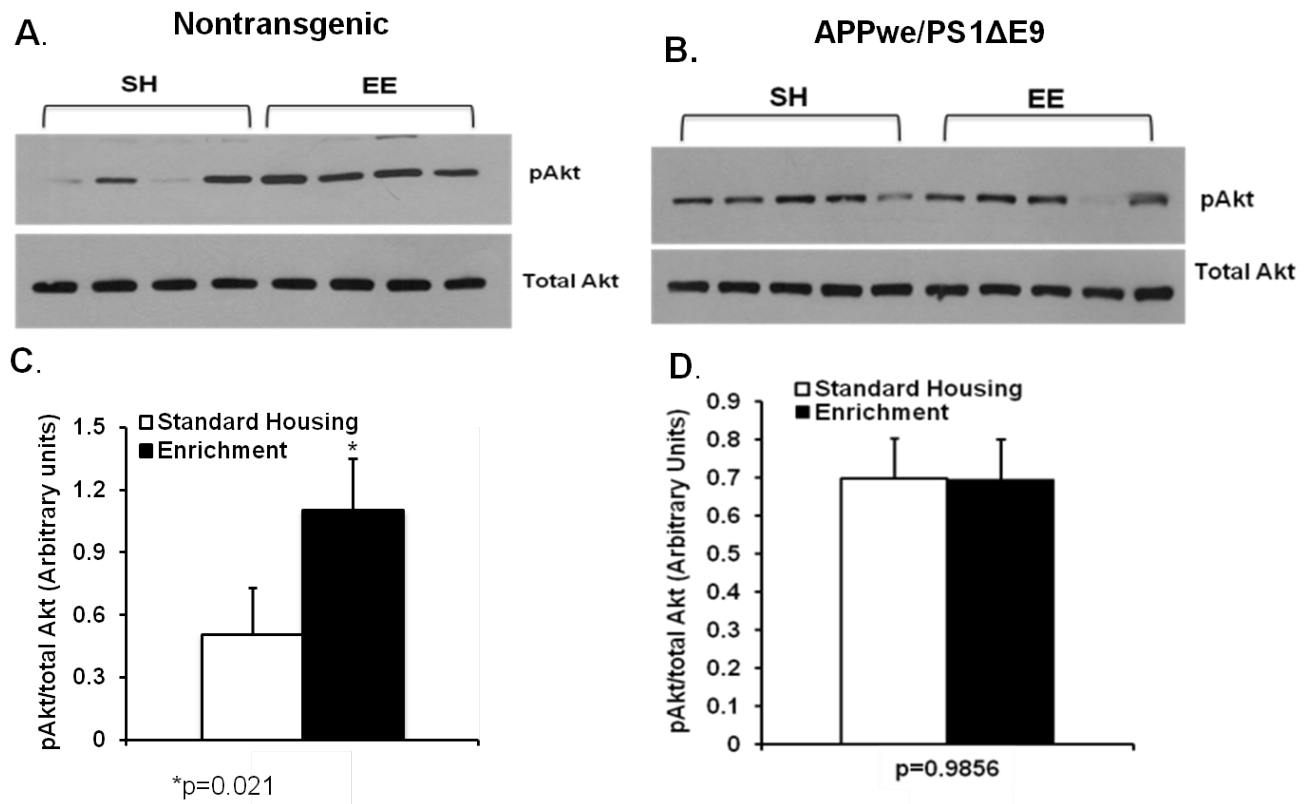 A.
Nontransgenic
SH
EE
pAkt
Total Akt
B.
APPwe/PS1ΔE9
SH
EE
pAkt
Total Akt
C.
Standard Housing
Enrichment
*
pAkt/total Akt (Arbitrary units)
1.5
1.2
0.9
0.6
0.3
0
*p=0.021
D.
Standard Housing
Enrichment
pAkt/total Akt (Arbitrary Units)
0.9
0.8
0.7
0.6
0.5
0.4
0.3
0.2
0.1
0
p=0.9856